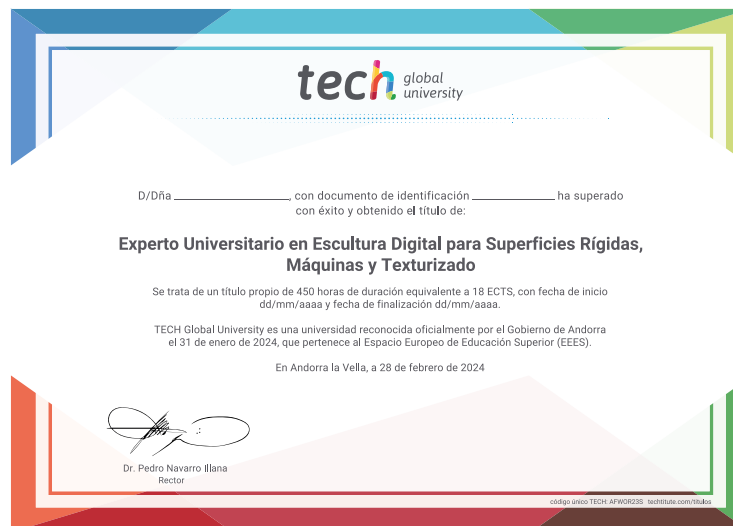 tech global university
D/Dña ______________, con documento de identificación __________ ha superado
con éxito y obtenido el título de:
Experto Universitario en Escultura Digital para Superficies Rígidas,
Máquinas y Texturizado
Se trata de un título propio de 450 horas de duración equivalente a 18 ECTS, con fecha de inicio
dd/mm/aaaa y fecha de finalización dd/mm/aaaa.
TECH Global University es una universidad reconocida oficialmente por el Gobierno de Andorra
el 31 de enero de 2024, que pertenece al Espacio Europeo de Educación Superior (EEES).
En Andorra la Vella, a 28 de febrero de 2024
Dr. Pedro Navarro Illana
Rector
código único TECH: AFWOR23S techtitute.com/titulos